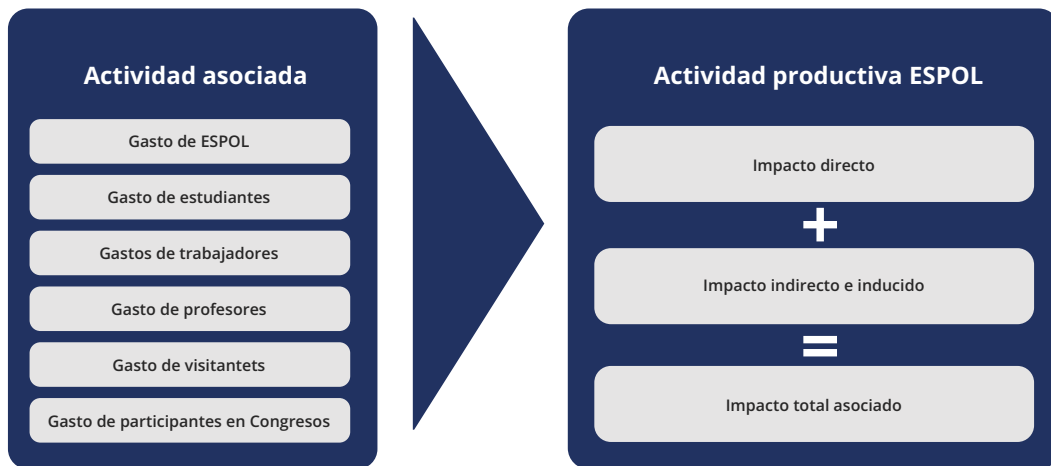 Actividad asociada
Gasto de ESPOL
Gasto de estudiantes
Gastos de trabajadores
Gasto de profesores
Gasto de visitantets
Gasto de participantes en Congresos
Actividad productiva ESPOL
Impacto directo
+
Impacto indirecto e inducido
=
Impacto total asociado